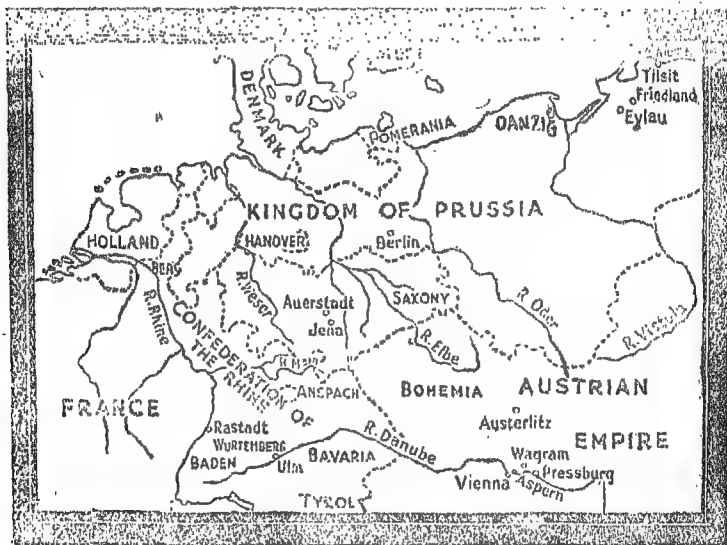 Tilsit
Friedland
Eylau
DENMARK
POMERANIA
DANZIG
KINGDOM OF PRUSSIA
HOLLAND
HANOVER
Berlin
BERG
R. Rhine
R. Weser
Auerstadt
Jena
SAXONY
R. Elbe
R. Oder
R. Vistula
CONFEDERATION OF
THE RHINE
R. Main
ANSPACH
BOHEMIA
AUSTRIAN
EMPIRE
FRANCE
Austerlitz
Rastadt
WURTEMBERG
BADEN
Ulm
BAVARIA
R. Danube
Wagram
Pressburg
Vienna
Aspern
TYROL